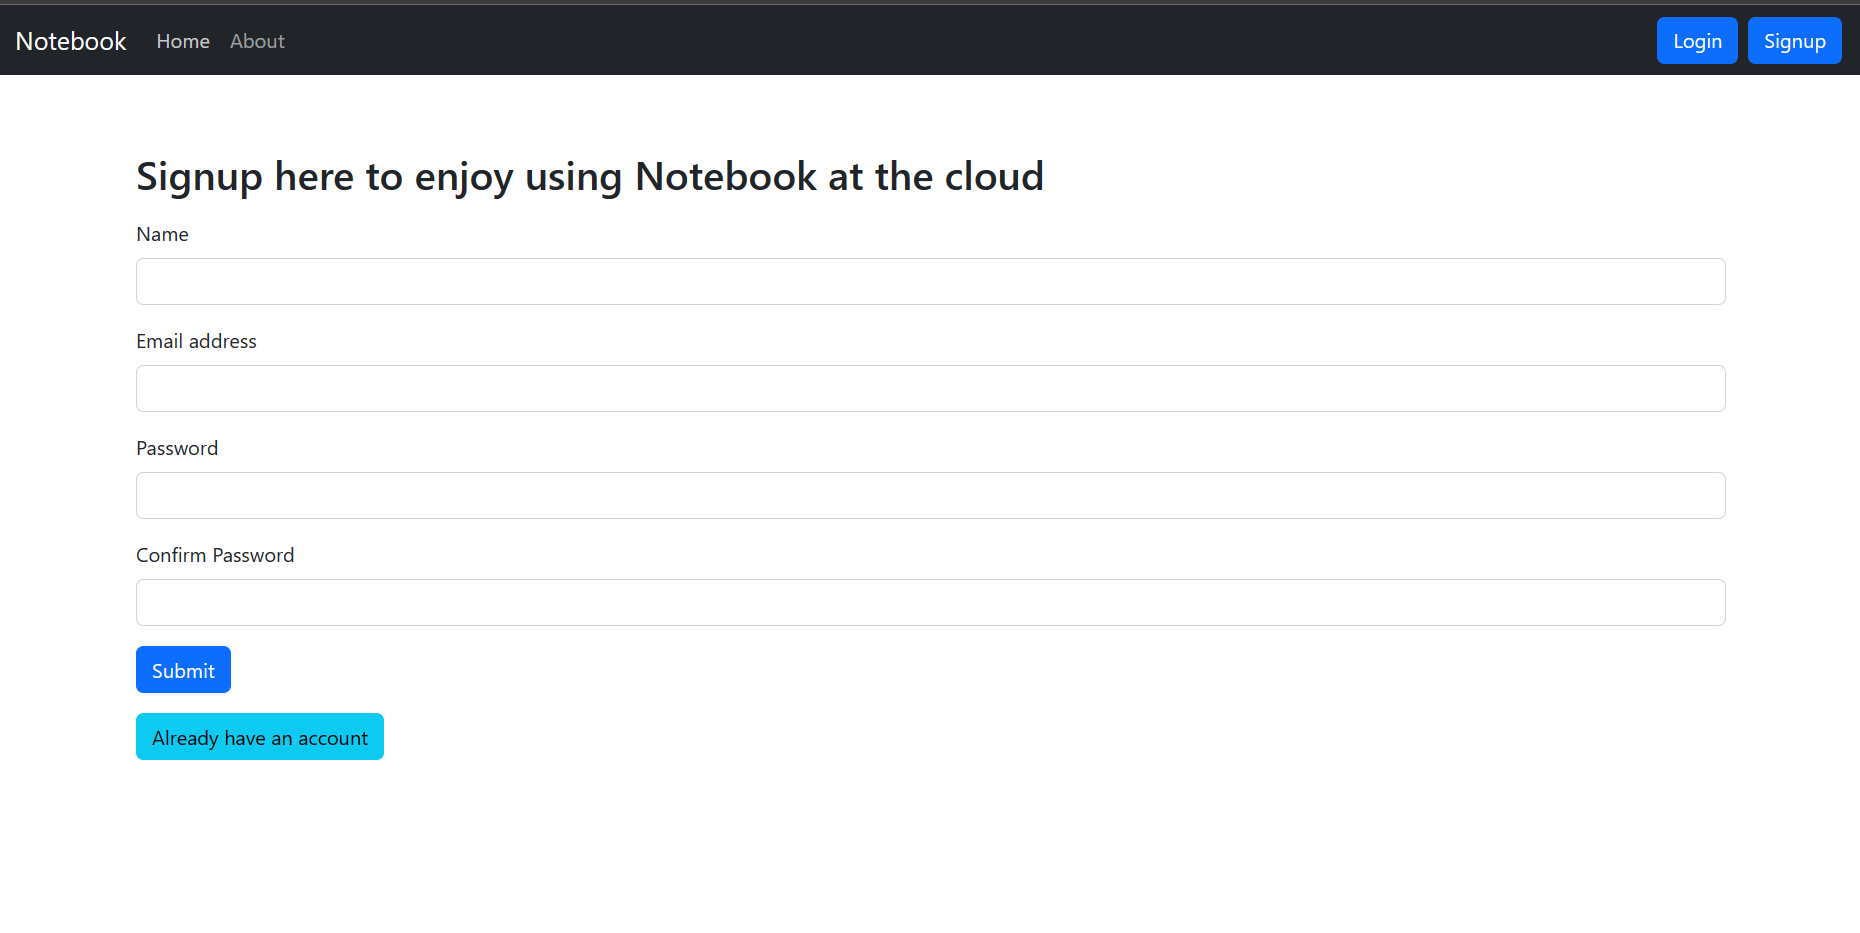 Notebook Home About Login Signup
Signup here to enjoy using Notebook at the cloud
Name
Email address
Password
Confirm Password
Submit
Already have an account